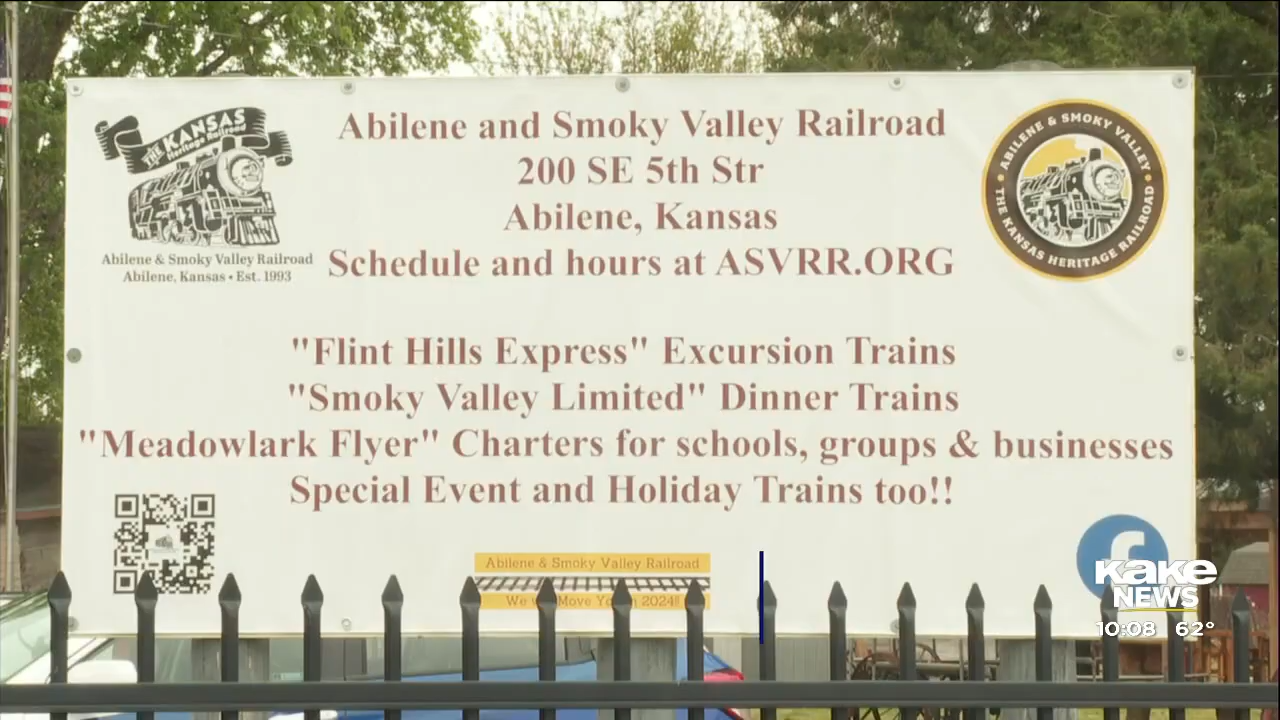 THE KANSAS
Heritage Railroad
Abilene & Smoky Valley Railroad
Abilene, Kansas • Est. 1993
Abilene and Smoky Valley Railroad
200 SE 5th Str
Abilene, Kansas
Schedule and hours at ASVRR.ORG
• ABILENE & SMOKY VALLEY •
THE KANSAS HERITAGE RAILROAD
"Flint Hills Express" Excursion Trains
"Smoky Valley Limited" Dinner Trains
"Meadowlark Flyer" Charters for schools, groups & businesses
Special Event and Holiday Trains too!!
Abilene & Smoky Valley Railroad
We Move 2024!!
f
KAKE
NEWS
10:08 62°